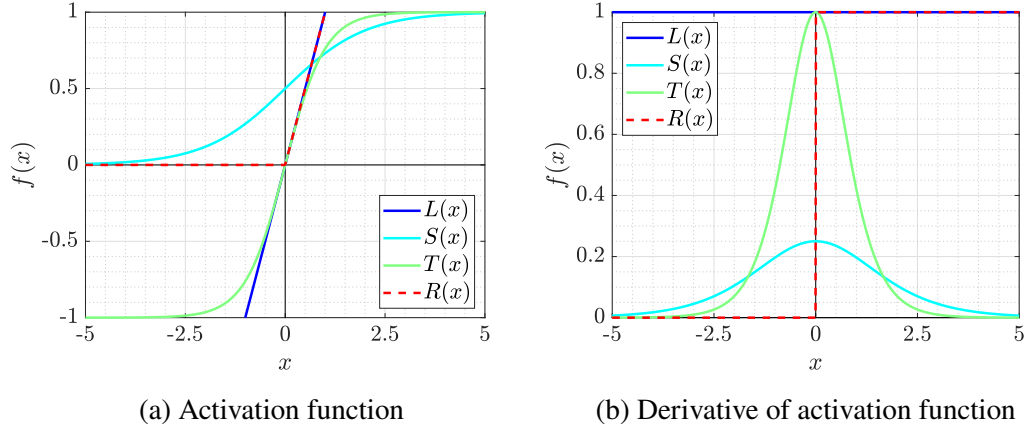 1
0.5
0
-0.5
-1
-5
-2.5
0
2.5
5
f(x)
x
L(x)
S(x)
T(x)
R(x)
(a) Activation function
1
0.8
0.6
0.4
0.2
0
-5
-2.5
0
2.5
5
f(x)
x
L(x)
S(x)
T(x)
R(x)
(b) Derivative of activation function